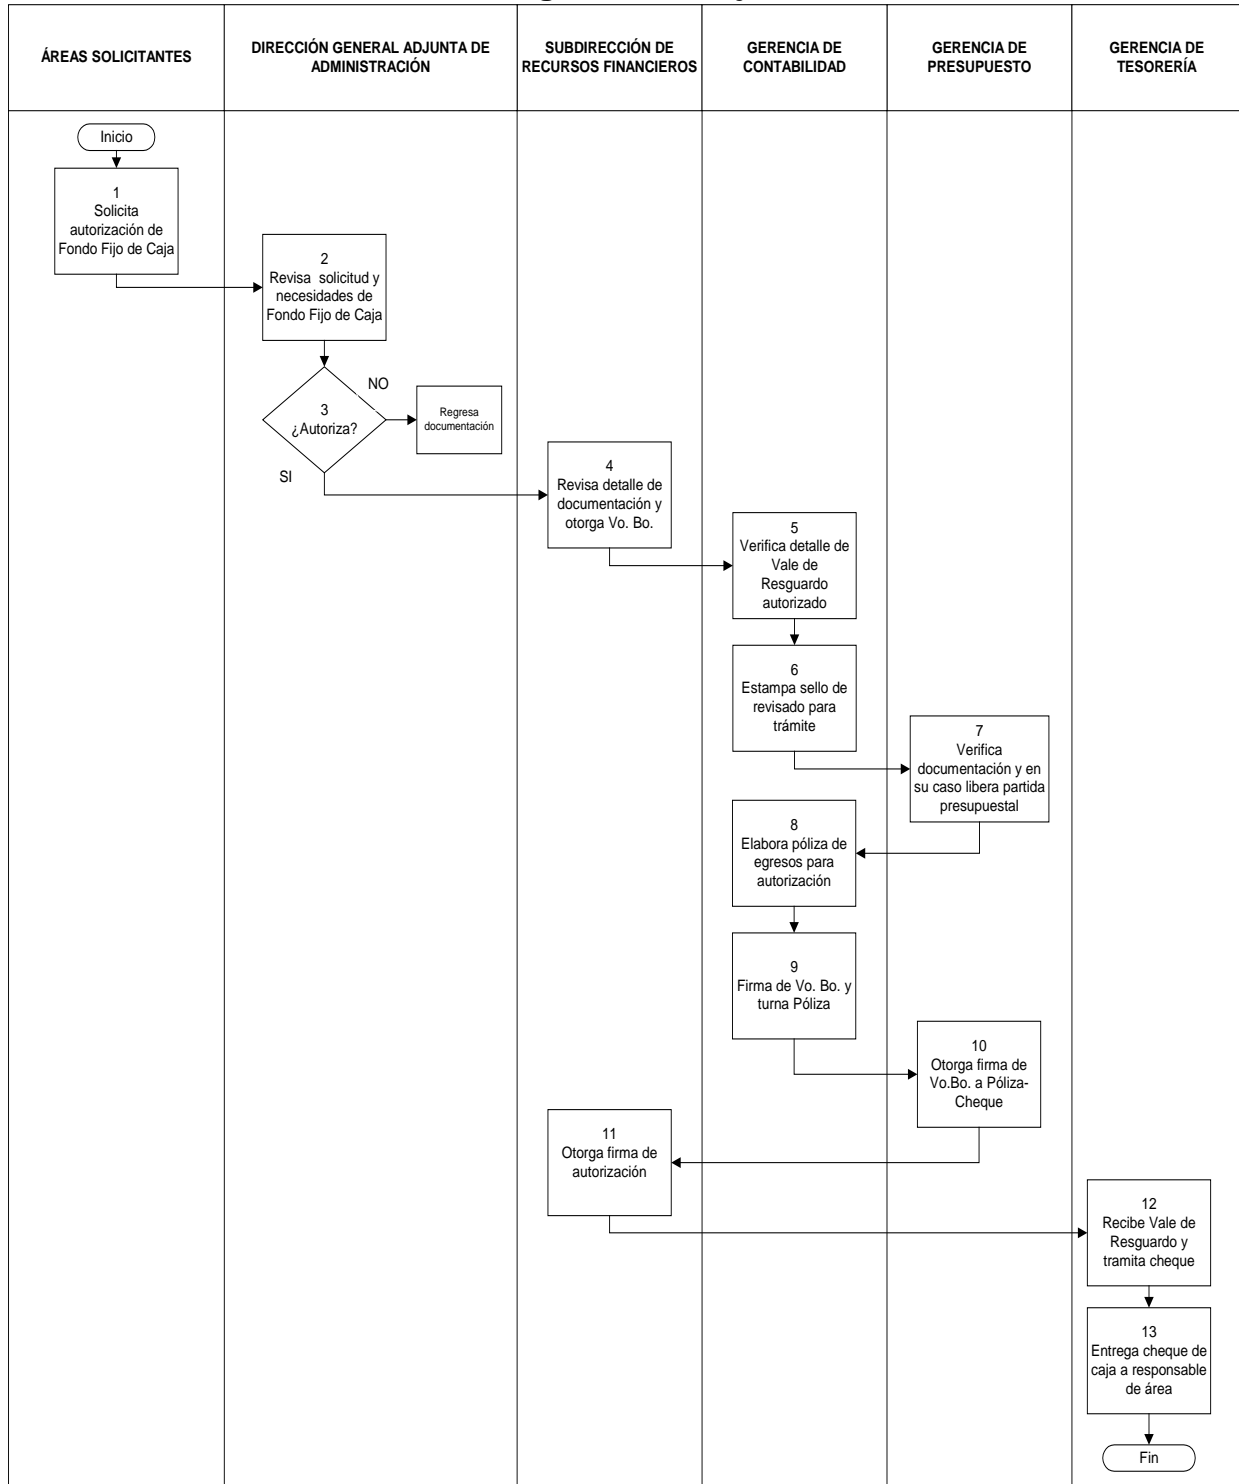 ÁREAS SOLICITANTES
DIRECCIÓN GENERAL ADJUNTA DE
ADMINISTRACIÓN
SUBDIRECCIÓN DE
RECURSOS FINANCIEROS
GERENCIA DE
CONTABILIDAD
GERENCIA DE
PRESUPUESTO
GERENCIA DE
TESORERÍA
Inicio
1
Solicita
autorización de
Fondo Fijo de Caja
2
Revisa solicitud y
necesidades de
Fondo Fijo de Caja
3
¿Autoriza?
NO
Regresa
documentación
SI
4
Revisa detalle de
documentación y
otorga Vo. Bo.
5
Verifica detalle de
Vale de
Resguardo
autorizado
6
Estampa sello de
revisado para
trámite
7
Verifica
documentación y en
su caso libera partida
presupuestal
8
Elabora póliza de
egresos para
autorización
9
Firma de Vo. Bo. y
turna Póliza
10
Otorga firma de
Vo.Bo. a Póliza-
Cheque
11
Otorga firma de
autorización
12
Recibe Vale de
Resguardo y
tramita cheque
13
Entrega cheque de
caja a responsable
de área
Fin